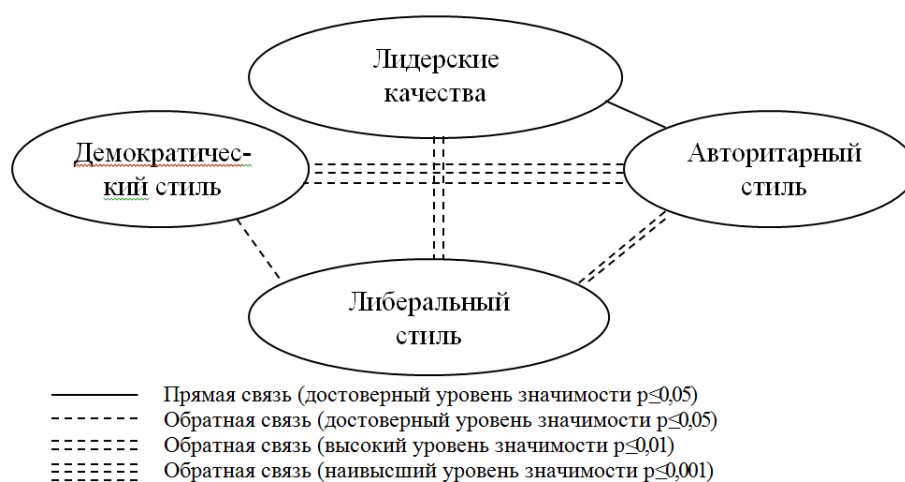 Лидерские
качества
Демократичес-
кий стиль
Авторитарный
стиль
Либеральный
стиль
Прямая связь (достоверный уровень значимости p≤0,05)
Обратная связь (достоверный уровень значимости p≤0,05)
Обратная связь (высокий уровень значимости p≤0,01)
Обратная связь (наивысший уровень значимости p≤0,001)